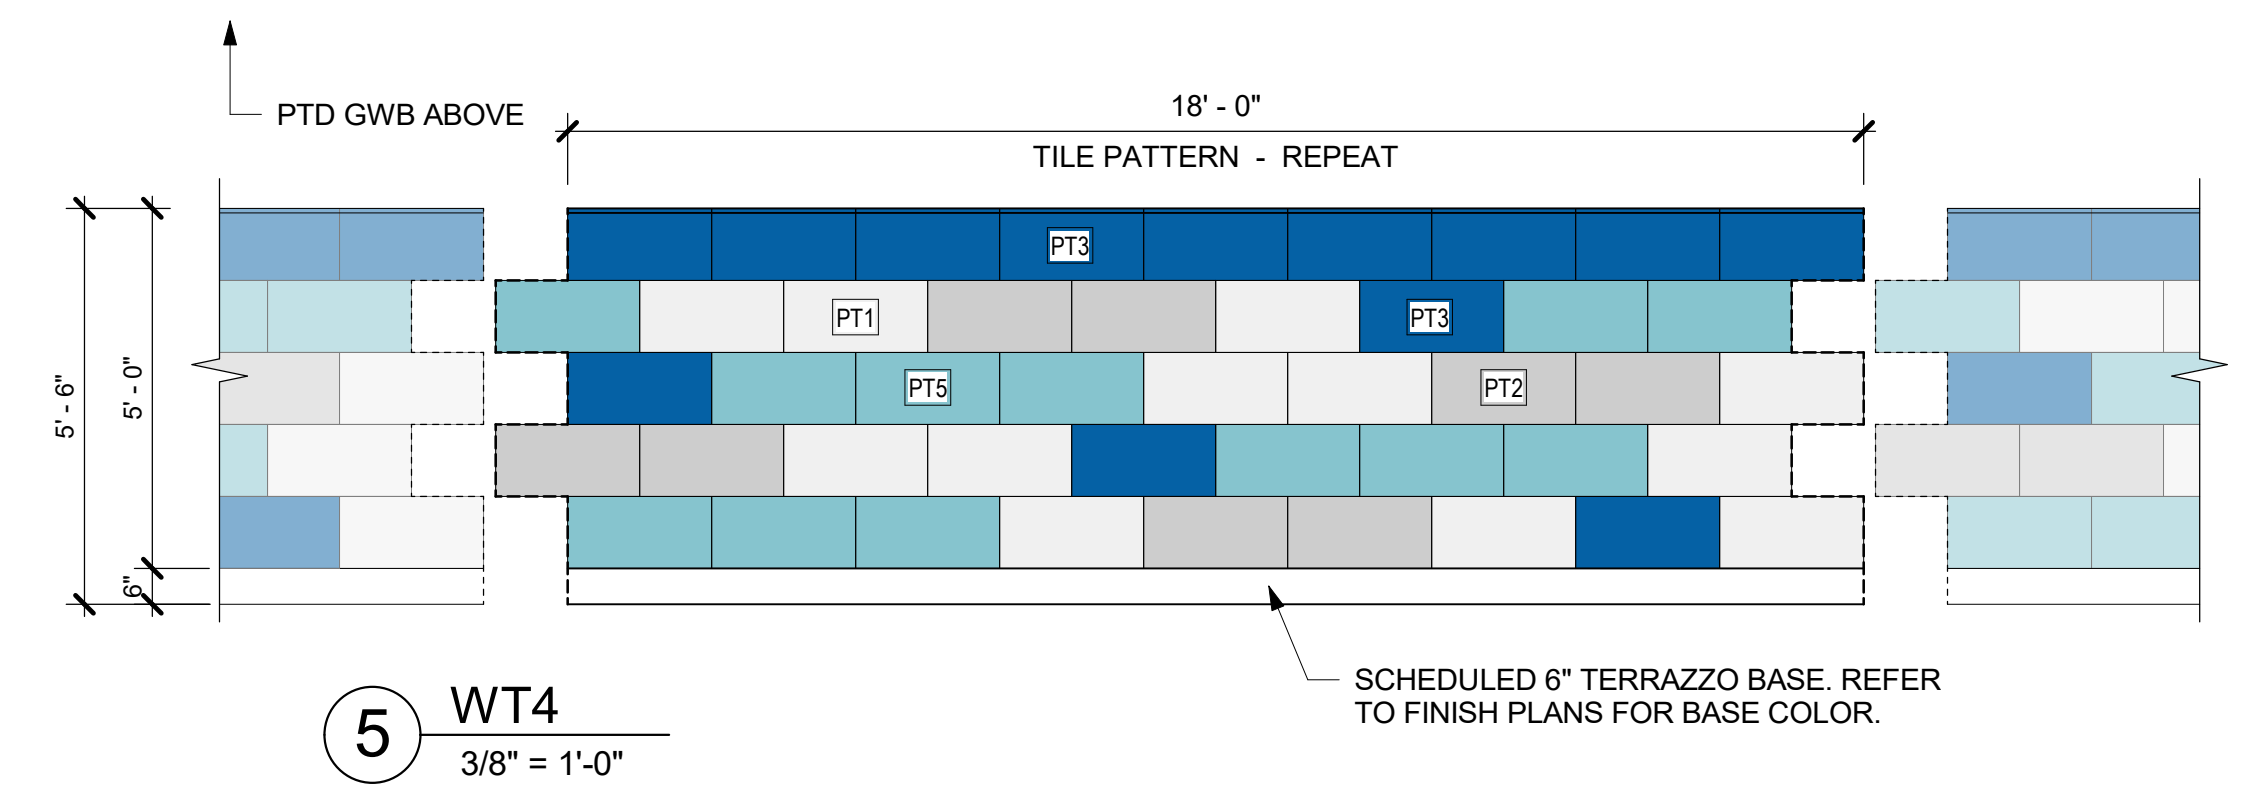 PTD GWB ABOVE
18' - 0"
TILE PATTERN - REPEAT
PT3
PT1
PT3
PT5
PT2
5' - 6"
5' - 0"
6"
SCHEDULED 6" TERRAZZO BASE. REFER
TO FINISH PLANS FOR BASE COLOR.
5
WT4
3/8" = 1'-0"